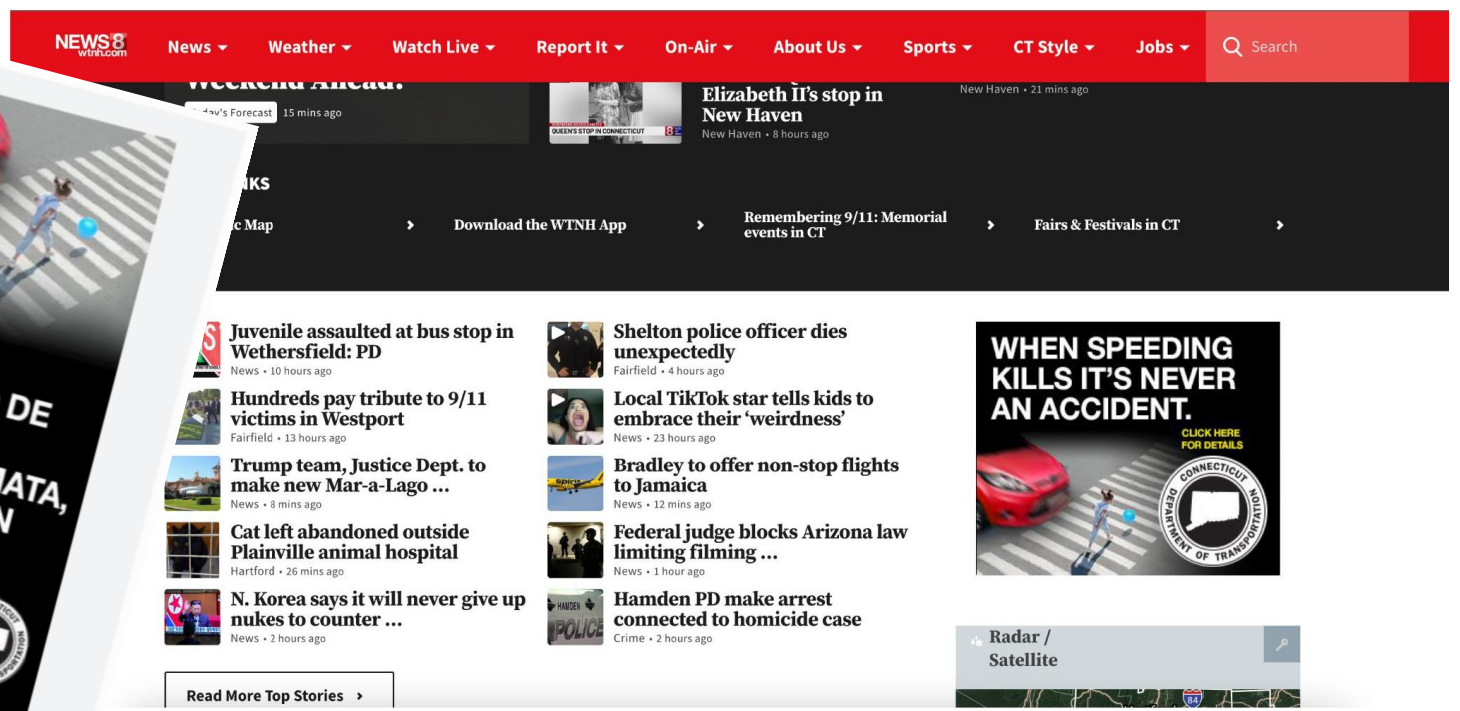 NEWS 8
wtnh.com
News
Weather
Watch Live
Report It
On-Air
About Us
Sports
CT Style
Jobs
Search
Weekend Ahead:
Today's Forecast
15 mins ago
QUEEN'S STOP IN CONNECTICUT
8
Elizabeth II's stop in
New Haven
New Haven • 8 hours ago
New Haven • 21 mins ago
NKS
ic Map
Download the WTNH App
Remembering 9/11: Memorial
events in CT
Fairs & Festivals in CT
Juvenile assaulted at bus stop in
Wethersfield: PD
News • 10 hours ago
Hundreds pay tribute to 9/11
victims in Westport
Fairfield • 13 hours ago
Trump team, Justice Dept. to
make new Mar-a-Lago ...
News • 8 mins ago
Cat left abandoned outside
Plainville animal hospital
Hartford • 26 mins ago
N. Korea says it will never give up
nukes to counter ...
News • 2 hours ago
Read More Top Stories
Shelton police officer dies
unexpectedly
Fairfield • 4 hours ago
Local TikTok star tells kids to
embrace their 'weirdness'
News • 23 hours ago
spirit
Bradley to offer non-stop flights
to Jamaica
News • 12 mins ago
Federal judge blocks Arizona law
limiting filming ...
News • 1 hour ago
HAMDEN
POLICE
Hamden PD make arrest
connected to homicide case
Crime • 2 hours ago
WHEN SPEEDING
KILLS IT'S NEVER
AN ACCIDENT.
CLICK HERE
FOR DETAILS
CONNECTICUT
DEPARTMENT OF TRANSPORTATION
Radar /
Satellite
84
DE
MATA,
N